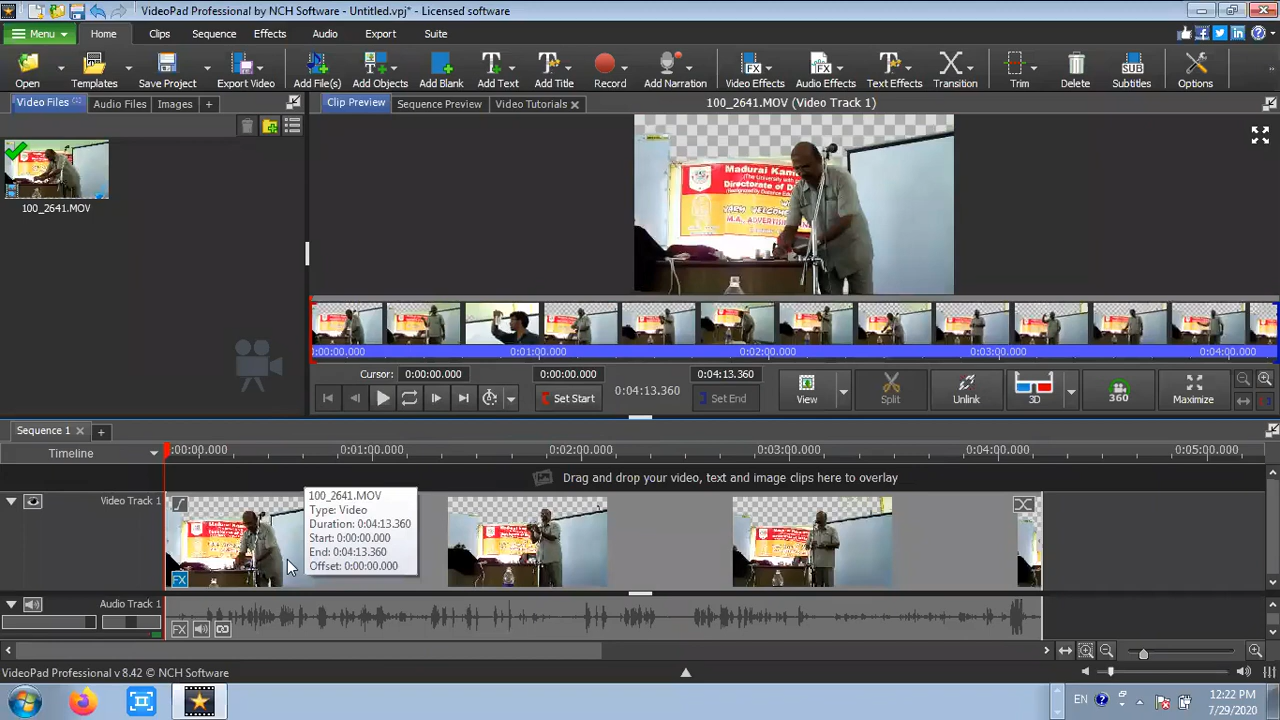 VideoPad Professional by NCH Software - Untitled.vpj* - Licensed software
Menu Home Clips Sequence Effects Audio Export Suite
Open Templates Save Project Export Video Add File(s) Add Objects Add Blank Add Text Add Title Record Add Narration Video Effects Audio Effects Text Effects Transition Trim Delete Subtitles Options
Video Files Audio Files Images + Clip Preview Sequence Preview Video Tutorials 100_2641.MOV (Video Track 1)
100_2641.MOV
Madurai Kam
(The University with p
Directorate of D
WARM WELCOME
M.A., ADVERTISI
0:00:00.000 0:01:00.000 0:02:00.000 0:03:00.000 0:04:00.000
Cursor: 0:00:00.000 0:00:00.000 0:04:13.360 0:04:13.360
Set Start Set End View Split Unlink 3D 360 Maximize
Sequence 1 +
Timeline :00:00.000 0:01:00.000 0:02:00.000 0:03:00.000 0:04:00.000 0:05:00.000
Drag and drop your video, text and image clips here to overlay
Video Track 1
100_2641.MOV
Type: Video
Duration: 0:04:13.360
Start: 0:00:00.000
End: 0:04:13.360
Offset: 0:00:00.000
FX
Audio Track 1
FX
VideoPad Professional v 8.42 © NCH Software
EN 12:22 PM
7/29/2020